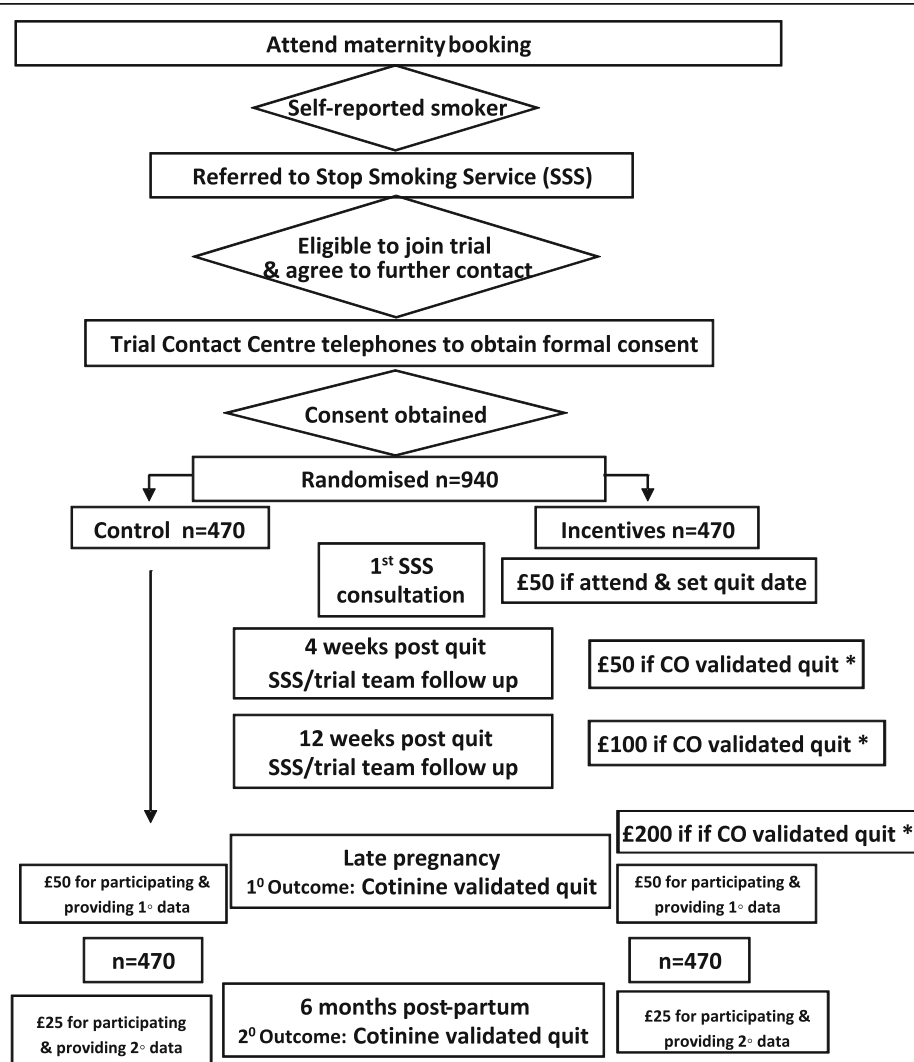 Attend maternity booking
Self-reported smoker
Referred to Stop Smoking Service (SSS)
Eligible to join trial
& agree to further contact
Trial Contact Centre telephones to obtain formal consent
Consent obtained
Randomised n=940
Control n=470
Incentives n=470
1st SSS
consultation
£50 if attend & set quit date
4 weeks post quit
SSS/trial team follow up
£50 if CO validated quit *
12 weeks post quit
SSS/trial team follow up
£100 if CO validated quit *
£200 if if CO validated quit *
Late pregnancy
1⁰ Outcome: Cotinine validated quit
£50 for participating &
providing 1◦ data
£50 for participating &
providing 1◦ data
n=470
n=470
6 months post-partum
2⁰ Outcome: Cotinine validated quit
£25 for participating
& providing 2◦ data
£25 for participating &
providing 2◦ data